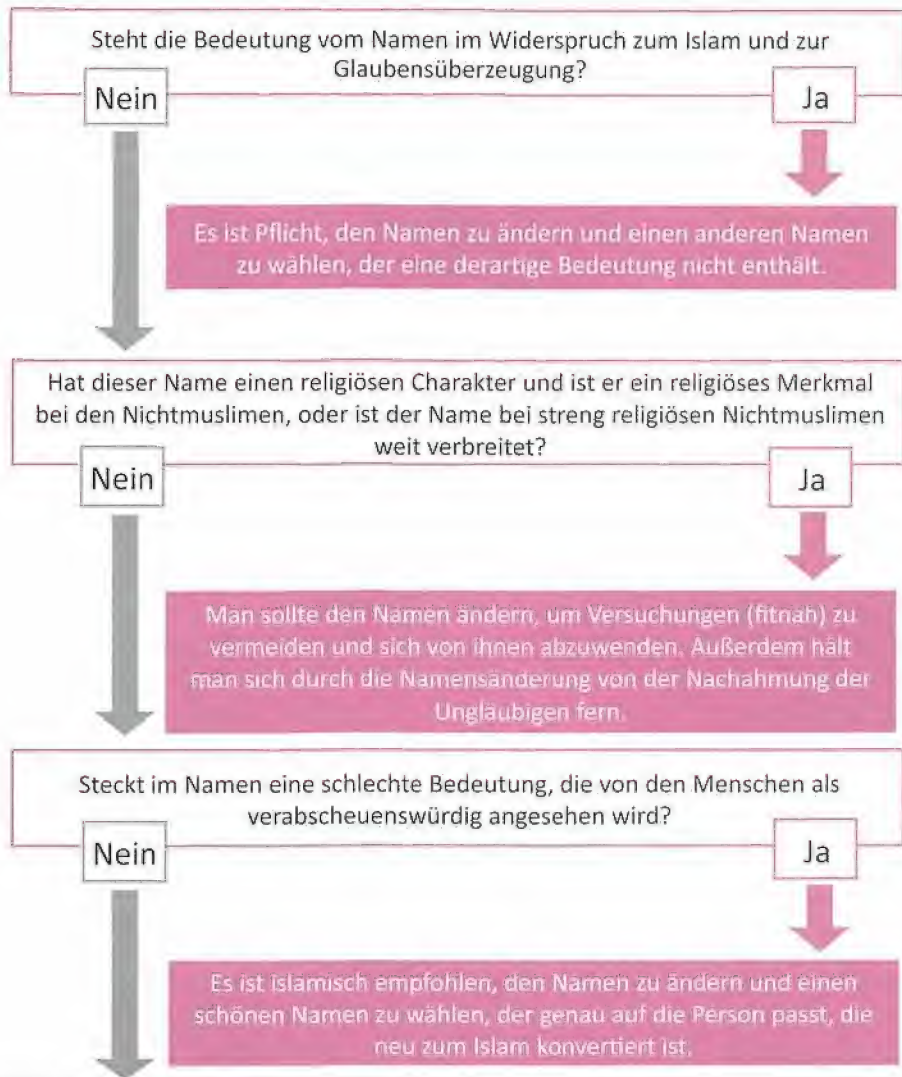 Steht die Bedeutung vom Namen im Widerspruch zum Islam und zur
Glaubensüberzeugung?
Nein
Ja
Es ist Pflicht, den Namen zu ändern und einen anderen Namen
zu wählen, der eine derartige Bedeutung nicht enthält.
Hat dieser Name einen religiösen Charakter und ist er ein religiöses Merkmal
bei den Nichtmuslimen, oder ist der Name bei streng religiösen Nichtmuslimen
weit verbreitet?
Nein
Ja
Man sollte den Namen ändern, um Versuchungen (fitnah) zu
vermeiden und sich von ihnen abzuwenden. Außerdem hält
man sich durch die Namensänderung von der Nachahmung der
Ungläubigen fern.
Steckt im Namen eine schlechte Bedeutung, die von den Menschen als
verabscheuenswürdig angesehen wird?
Nein
Ja
Es ist islamisch empfohlen, den Namen zu ändern und einen
schönen Namen zu wählen, der genau auf die Person passt, die
neu zum Islam konvertiert ist.